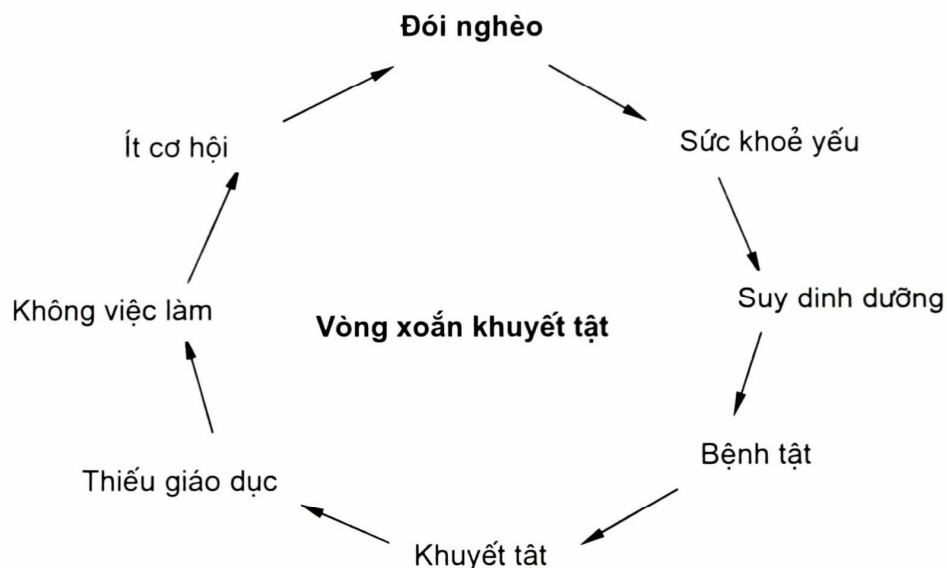 Đói nghèo
Sức khoẻ yếu
Suy dinh dưỡng
Bệnh tật
Khuyết tât
Thiếu giáo dục
Không việc làm
Ít cơ hội
Vòng xoắn khuyết tật